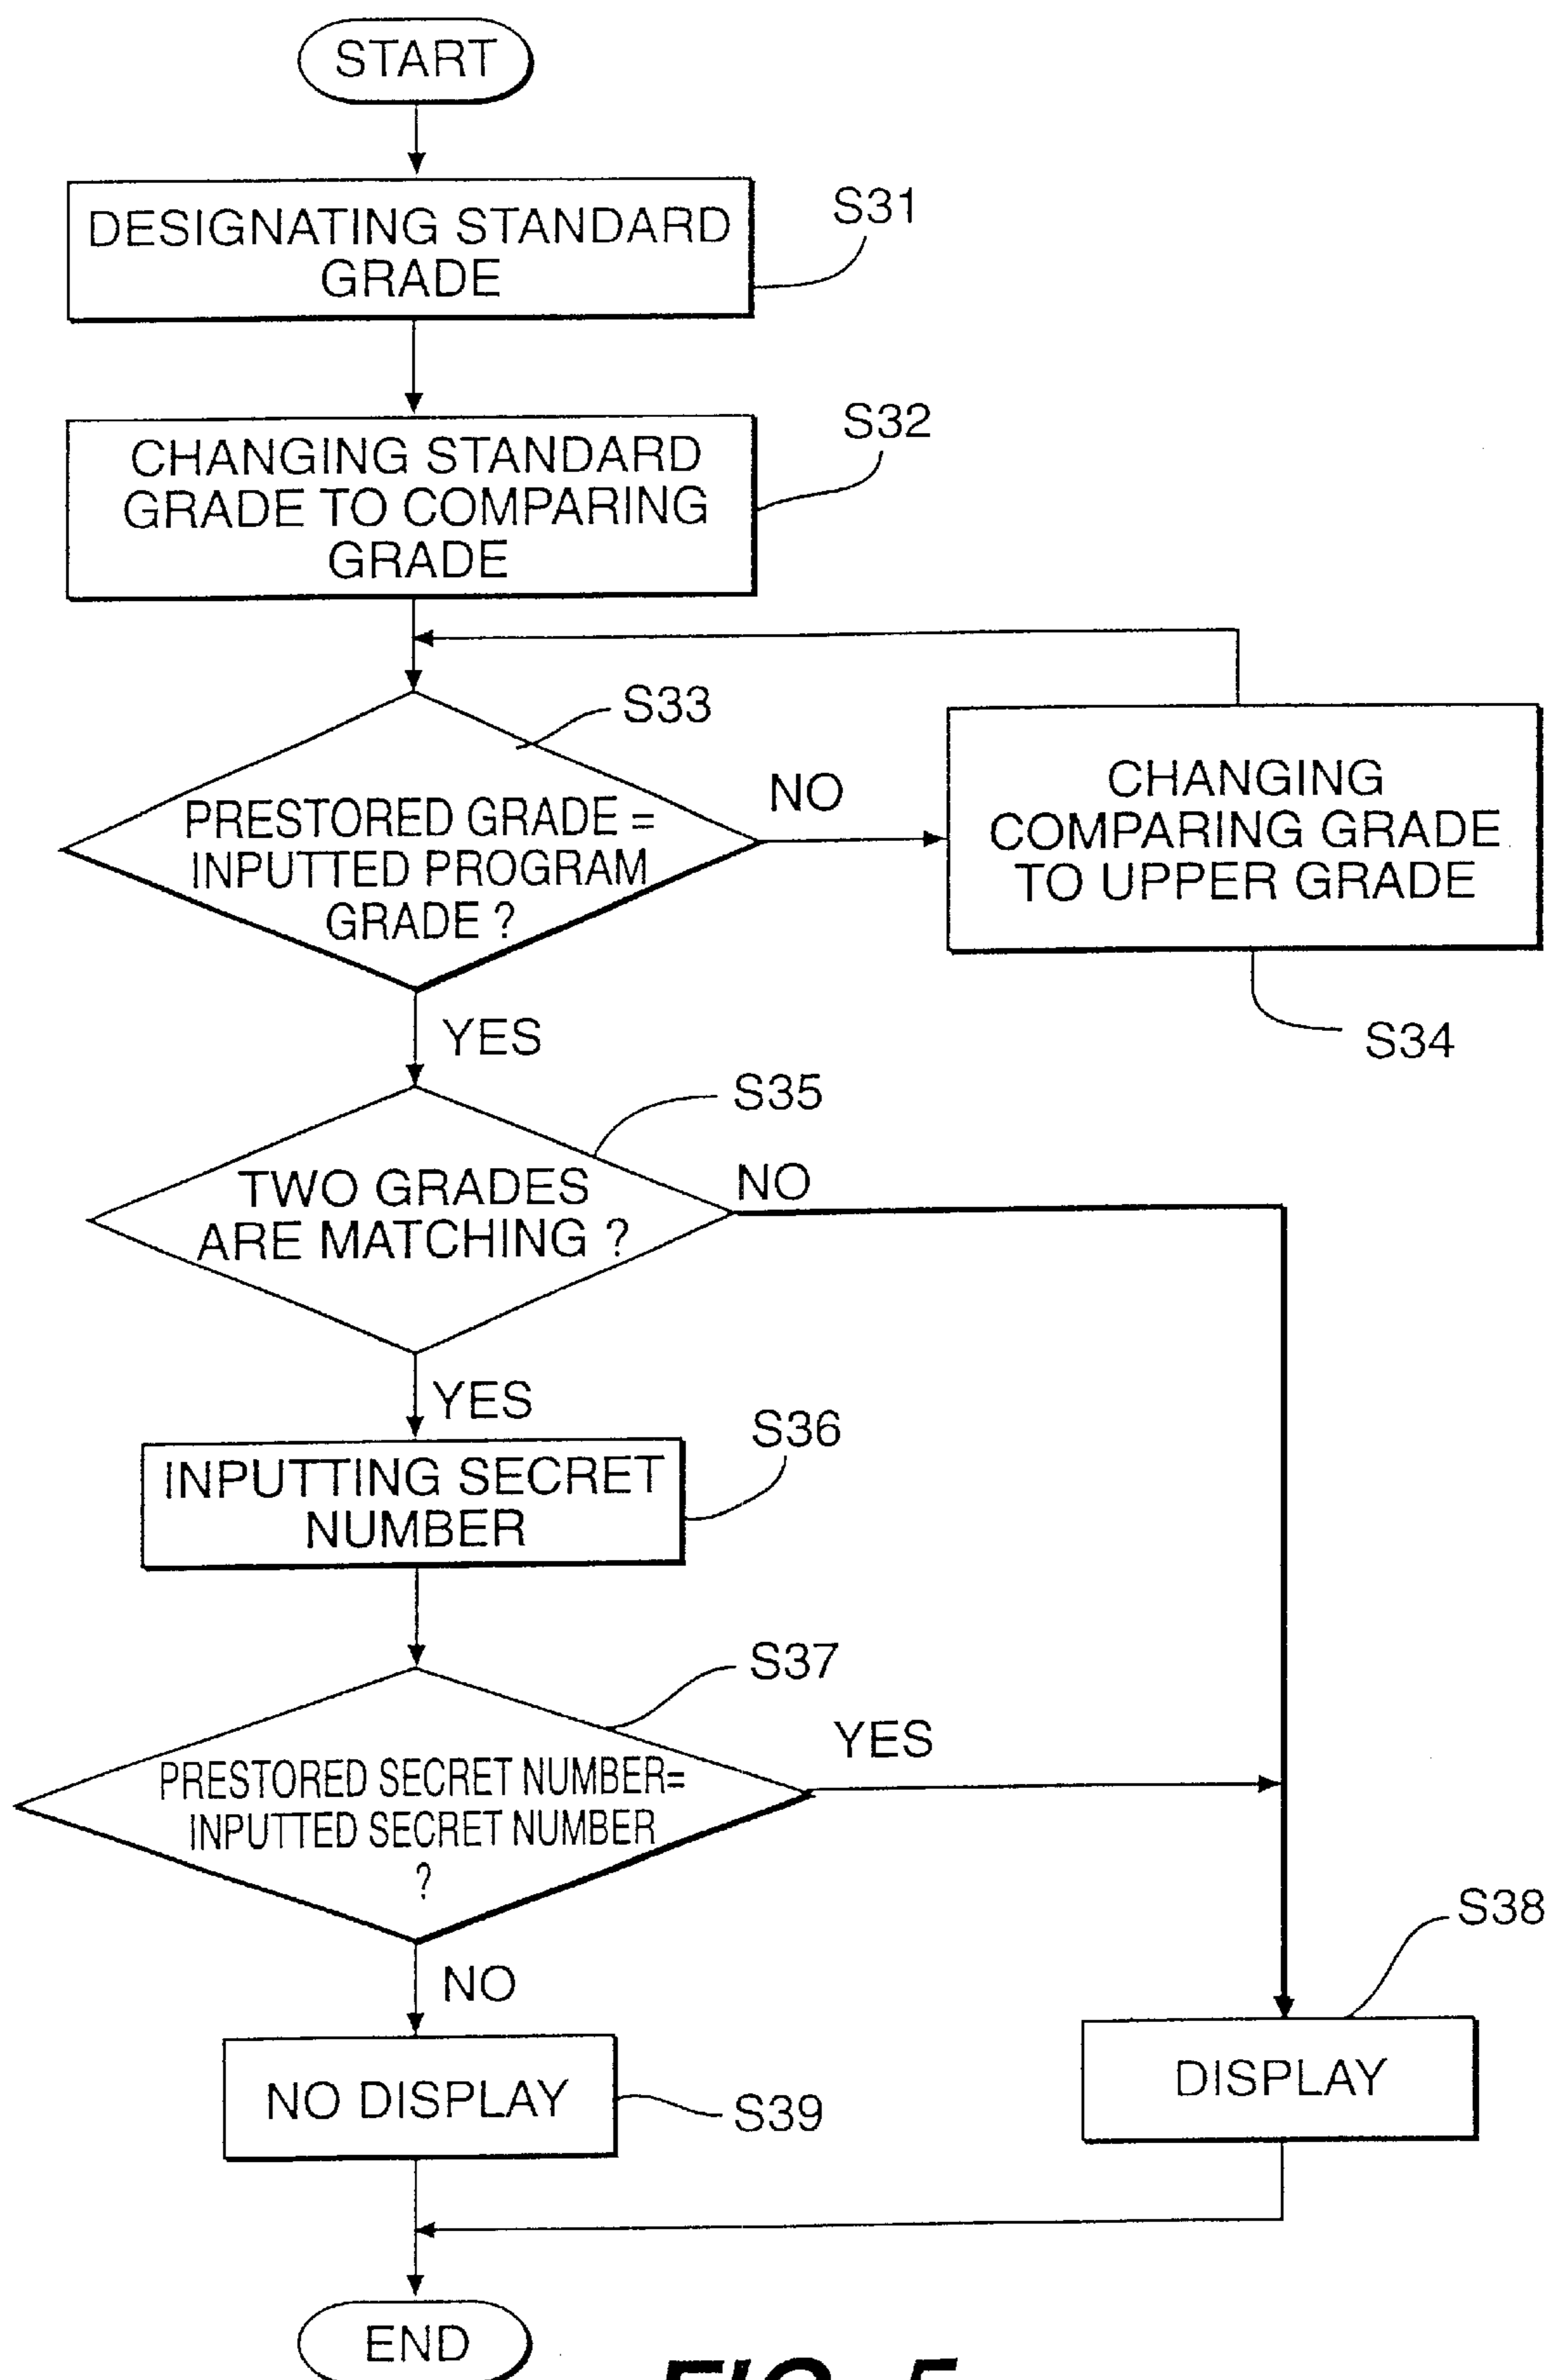 START
DESIGNATING STANDARD
GRADE
S31
CHANGING STANDARD
GRADE TO COMPARING
GRADE
S32
S33
PRESTORED GRADE =
INPUTTED PROGRAM
GRADE ?
NO
CHANGING
COMPARING GRADE
TO UPPER GRADE
S34
YES
S35
TWO GRADES
ARE MATCHING ?
NO
YES
S36
INPUTTING SECRET
NUMBER
S37
PRESTORED SECRET NUMBER=
INPUTTED SECRET NUMBER
?
YES
NO
S38
NO DISPLAY
S39
DISPLAY
END